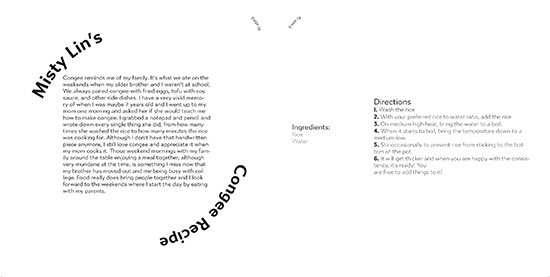 Misty Lin's
Congee reminds me of my family. It's what we ate on the
weekends when my older brother and I weren't at school.
We always paired congee with fried eggs, tofu with soy
sauce, and other side dishes. I have a very vivid memo-
ry of when I was maybe 7 years old and I went up to my
mom one morning and asked her if she would teach me
how to make congee. I grabbed a notepad and pencil and
wrote down every single thing she did, from how many
times she washed the rice to how many minutes the rice
was cooking for. Although I don't have that handwritten
piece anymore, I still love congee and appreciate it when
my mom cooks it. Those weekend mornings with my fam-
ily around the table enjoying a meal together, although
very mundane at the time, is something I miss now that
my brother has moved out and me being busy with col-
lege. Food really does bring people together and I look
forward to the weekends where I start the day by eating
with my parents.
Congee Recipe
Ingredients:
Rice
Water
Directions
1. Wash the rice
2. With your preferred rice to water ratio, add the rice
3. On medium high heat, bring the water to a boil.
4. When it starts to boil, bring the temperature down to a
medium-low.
5. Stir occasionally to prevent rice from sticking to the bot-
tom of the pot.
6. It will get thicker and when you are happy with the consis-
tency, it's ready! You
are free to add things to it!